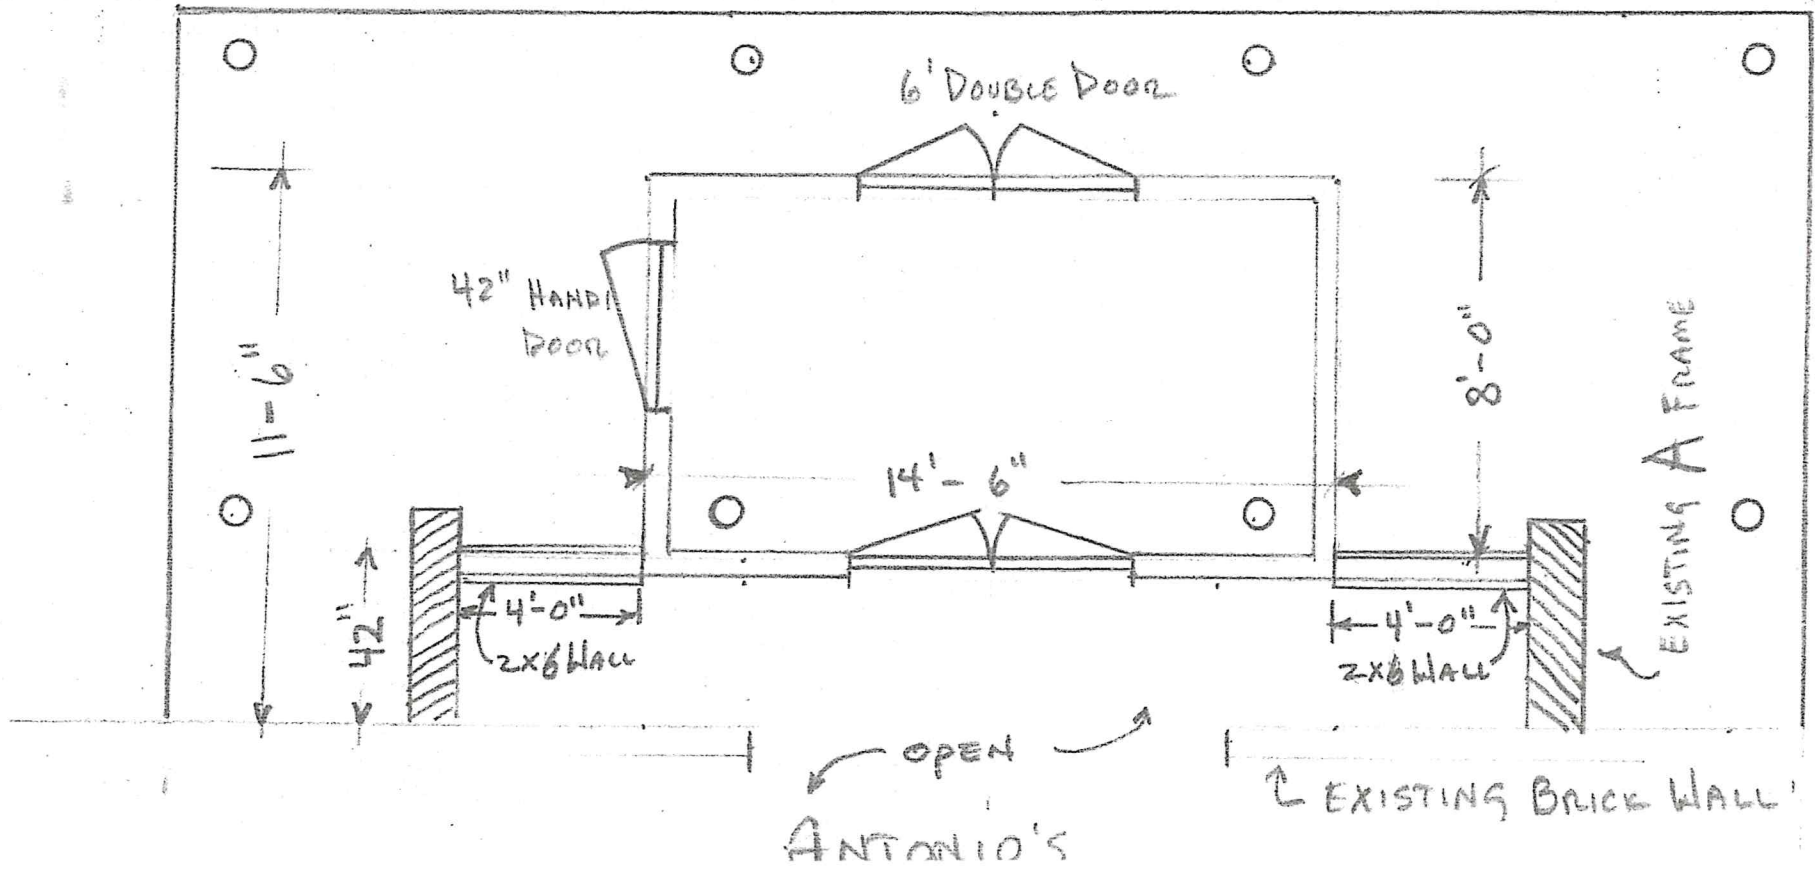 6' DOUBLE DOOR
42" HANDI
DOOR
11-6"
8'-0"
EXISTING A FRAME
14'-6"
42"
4'-0"
2X6 WALL
4'-0"
2X6 WALL
OPEN
EXISTING BRICK WALL
ANTONIO'S